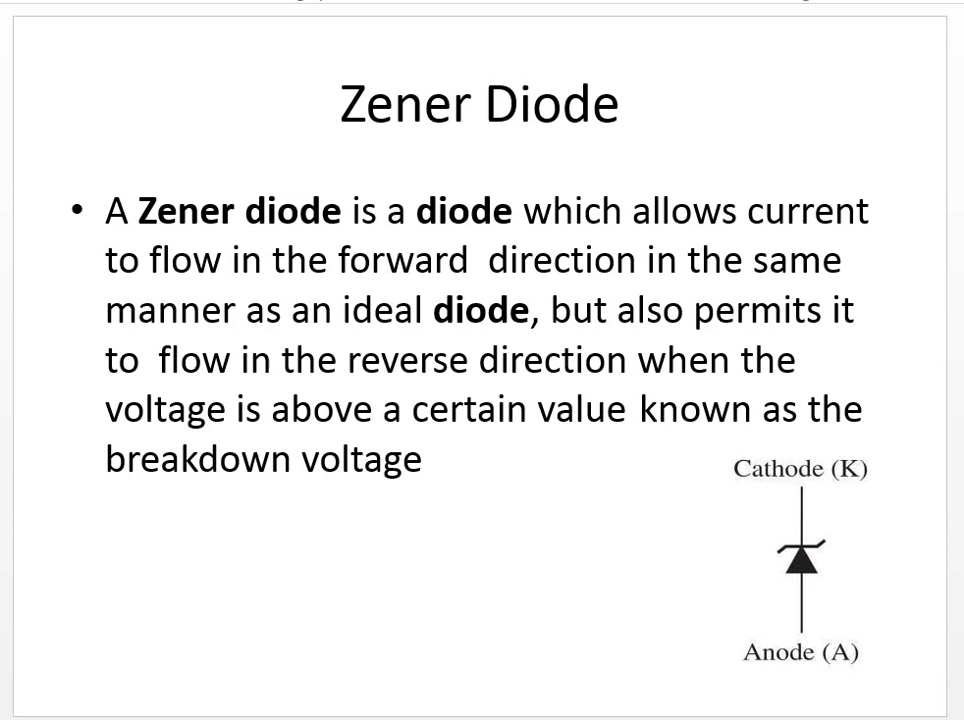 Zener Diode
• A Zener diode is a diode which allows current
to flow in the forward direction in the same
manner as an ideal diode, but also permits it
to flow in the reverse direction when the
voltage is above a certain value known as the
breakdown voltage
Cathode (K)
Anode (A)